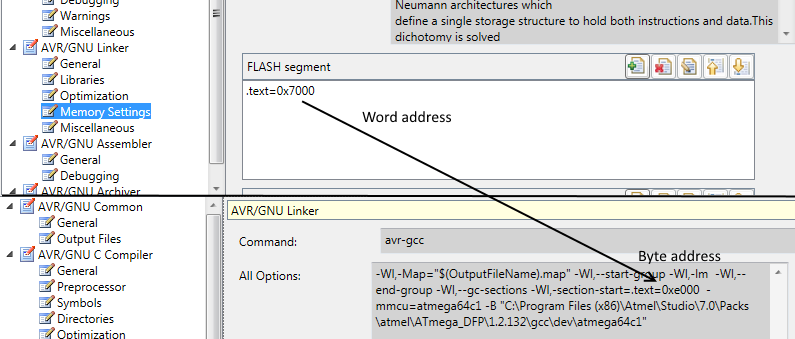 Debugging
Warnings
Miscellaneous
AVR/GNU Linker
General
Libraries
Optimization
Memory Settings
Miscellaneous
AVR/GNU Assembler
General
Debugging
AVR/GNU Archiver
Neumann architectures which
define a single storage structure to hold both instructions and data.This
dichotomy is solved
FLASH segment
.text=0x7000
Word address
AVR/GNU Common
General
Output Files
AVR/GNU C Compiler
General
Preprocessor
Symbols
Directories
Optimization
AVR/GNU Linker
Command:
avr-gcc
Byte address
All Options:
-Wl,-Map="$(OutputFileName).map" -Wl,--start-group -Wl,-lm -Wl,--
end-group -Wl,--gc-sections -Wl,-section-start=.text=0xe000 -
mmcu=atmega64c1 -B "C:\Program Files (x86)\Atmel\Studio\7.0\Packs
\atmel\ATmega_DFP\1.2.132\gcc\dev\atmega64c1"